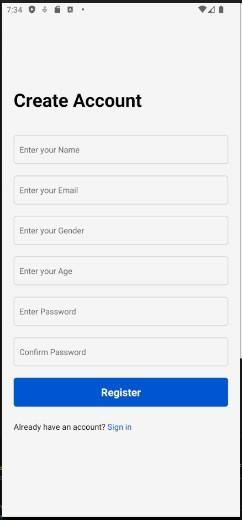 7:34
Create Account
Enter your Name
Enter your Email
Enter your Gender
Enter your Age
Enter Password
Confirm Password
Register
Already have an account? Sign in